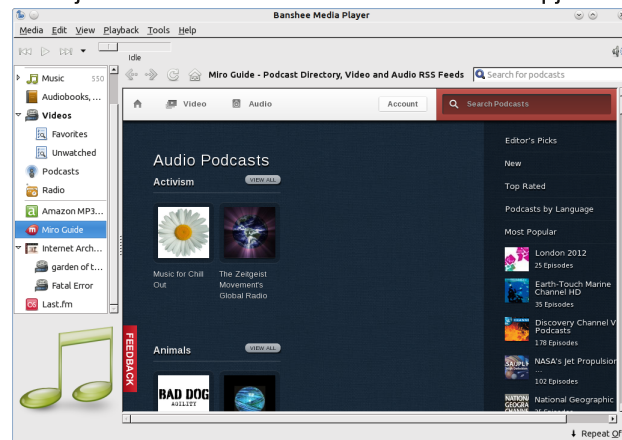 Banshee Media Player
Media Edit View Playback Tools Help
Idle
Miro Guide - Podcast Directory, Video and Audio RSS Feeds
Search for podcasts
Music 550
Audiobooks,...
Videos
Favorites
Unwatched
Podcasts
Radio
Amazon MP3...
Miro Guide
Internet Arch...
garden of t...
Fatal Error
Last.fm
Video
Audio
Account
Search Podcasts
Audio Podcasts
Activism
VIEW ALL
Music for Chill
Out
The Zeitgeist
Movement's
Global Radio
Animals
VIEW ALL
BAD DOG
AGILITY
FEEDBACK
Editor's Picks
New
Top Rated
Podcasts by Language
Most Popular
London 2012
25 Episodes
Earth-Touch Marine
Channel HD
35 Episodes
Discovery Channel V
Podcasts
178 Episodes
NASA's Jet Propulsion
...
102 Episodes
National Geographic
Repeat Of